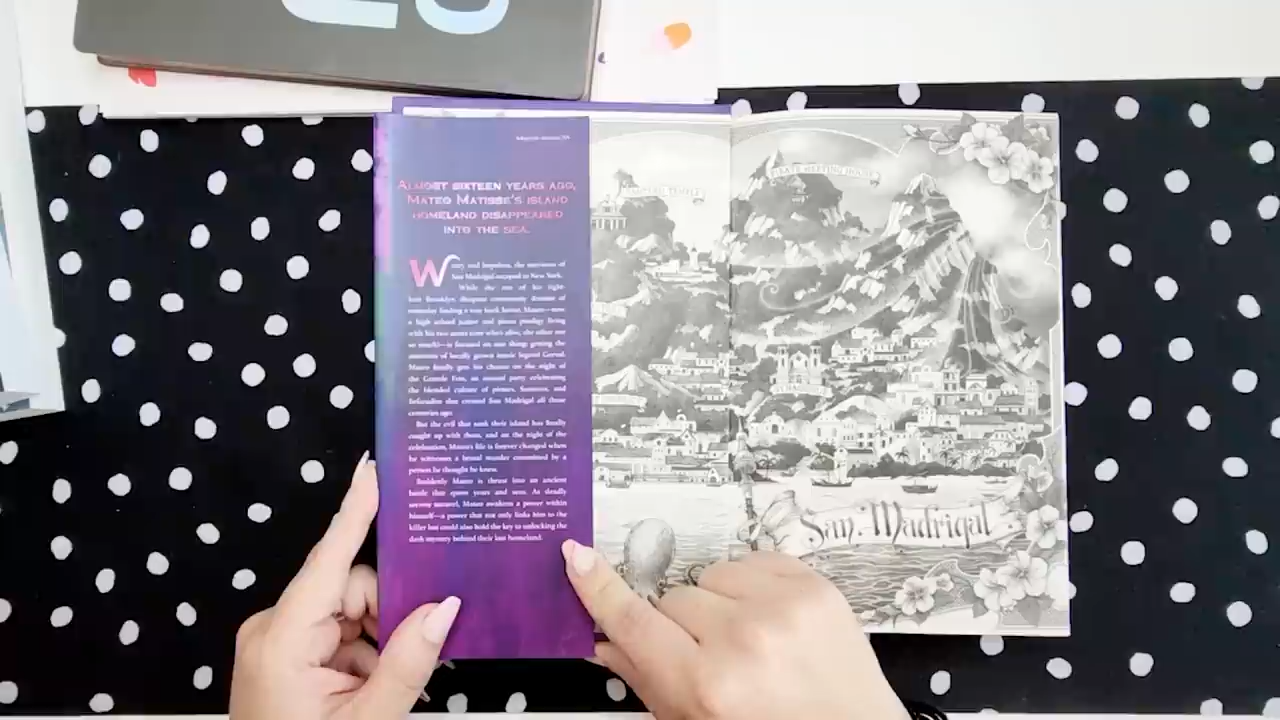 ALMOST SIXTEEN YEARS AGO,
MATEO MATISSE'S ISLAND
HOMELAND DISAPPEARED
INTO THE SEA.
Weary and hopeless, the survivors of
San Madrigal escaped to New York.
While the rest of his tight-
knit Brooklyn diaspora community dreams of
someday finding a way back home, Mateo—now
a high school junior and piano prodigy living
with his two aunts (one who's alive, the other not
so much)—is focused on one thing: getting the
attention of locally grown musical legend Gabriel.
Mateo finally gets his chance on the night of
the Grand Fete, an annual party celebrating
the blended culture of pirates, Sumeran, and
Sefaradim that created San Madrigal all those
centuries ago.
But the evil that sank their island has finally
caught up with them, and on the night of the
celebration, Mateo's life is forever changed when
he witnesses a brutal murder committed by a
person he thought he knew.
Suddenly Mateo is thrust into an ancient
battle that spans years and seas. As deadly
secrets unravel, Mateo awakens a power within
himself—a power that not only links him to the
killer but could also hold the key to unlocking the
dark mystery behind their lost homeland.
PIRATE MEETING HOUSE
San Madrigal